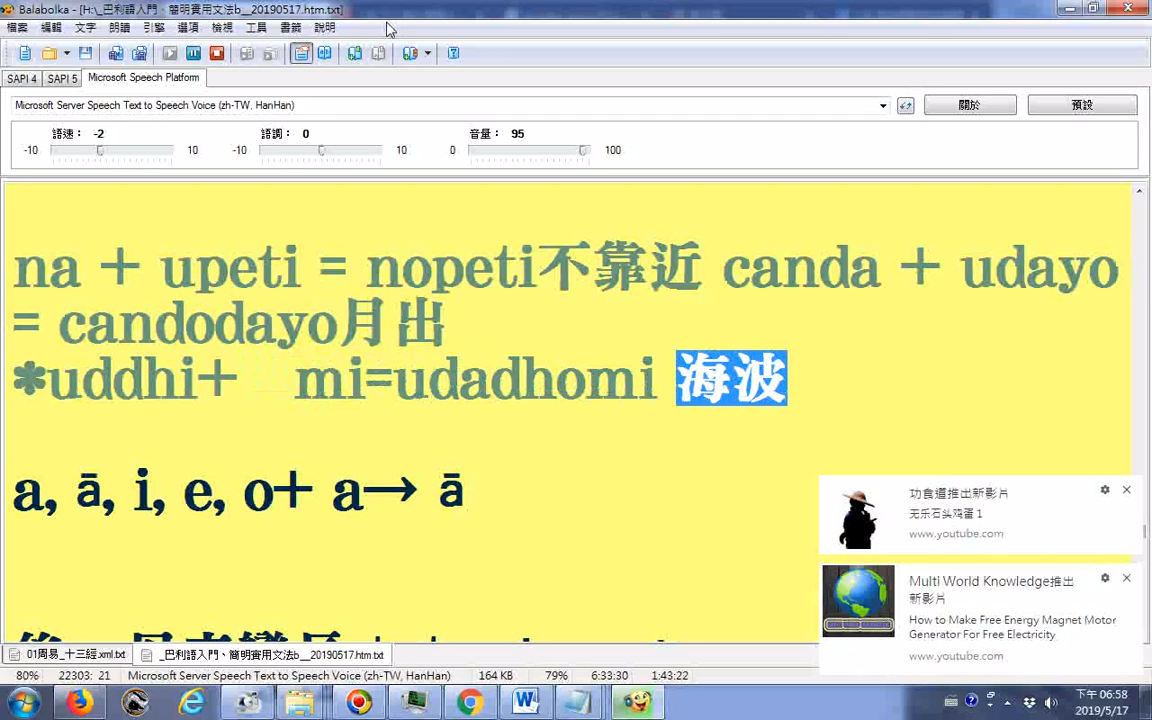 Balabolka - [H:\_巴利語入門、簡明實用文法b__20190517.htm.txt]
檔案 編輯 文字 朗讀 引擎 選項 檢視 工具 書籤 說明
SAPI 4 SAPI 5 Microsoft Speech Platform
Microsoft Server Speech Text to Speech Voice (zh-TW, HanHan) 關於 預設
語速： -2 語調： 0 音量： 95
-10 10 -10 10 0 100
na + upeti = nopeti不靠近 canda + udayo
= candodayo月出
*uddhi+ mi=udadhomi 海波
a, ā, i, e, o+ a→ ā
功食遵推出新影片
无乐石头鸡蛋 1
www.youtube.com
Multi World Knowledge推出
新影片
How to Make Free Energy Magnet Motor
Generator For Free Electricity
www.youtube.com
01周易_十三經.xml.txt _巴利語入門、簡明實用文法b__20190517.htm.txt
80% 22303: 21 Microsoft Server Speech Text to Speech Voice (zh-TW, HanHan) 164 KB 79% 6:33:30 1:43:22
下午 06:58
2019/5/17